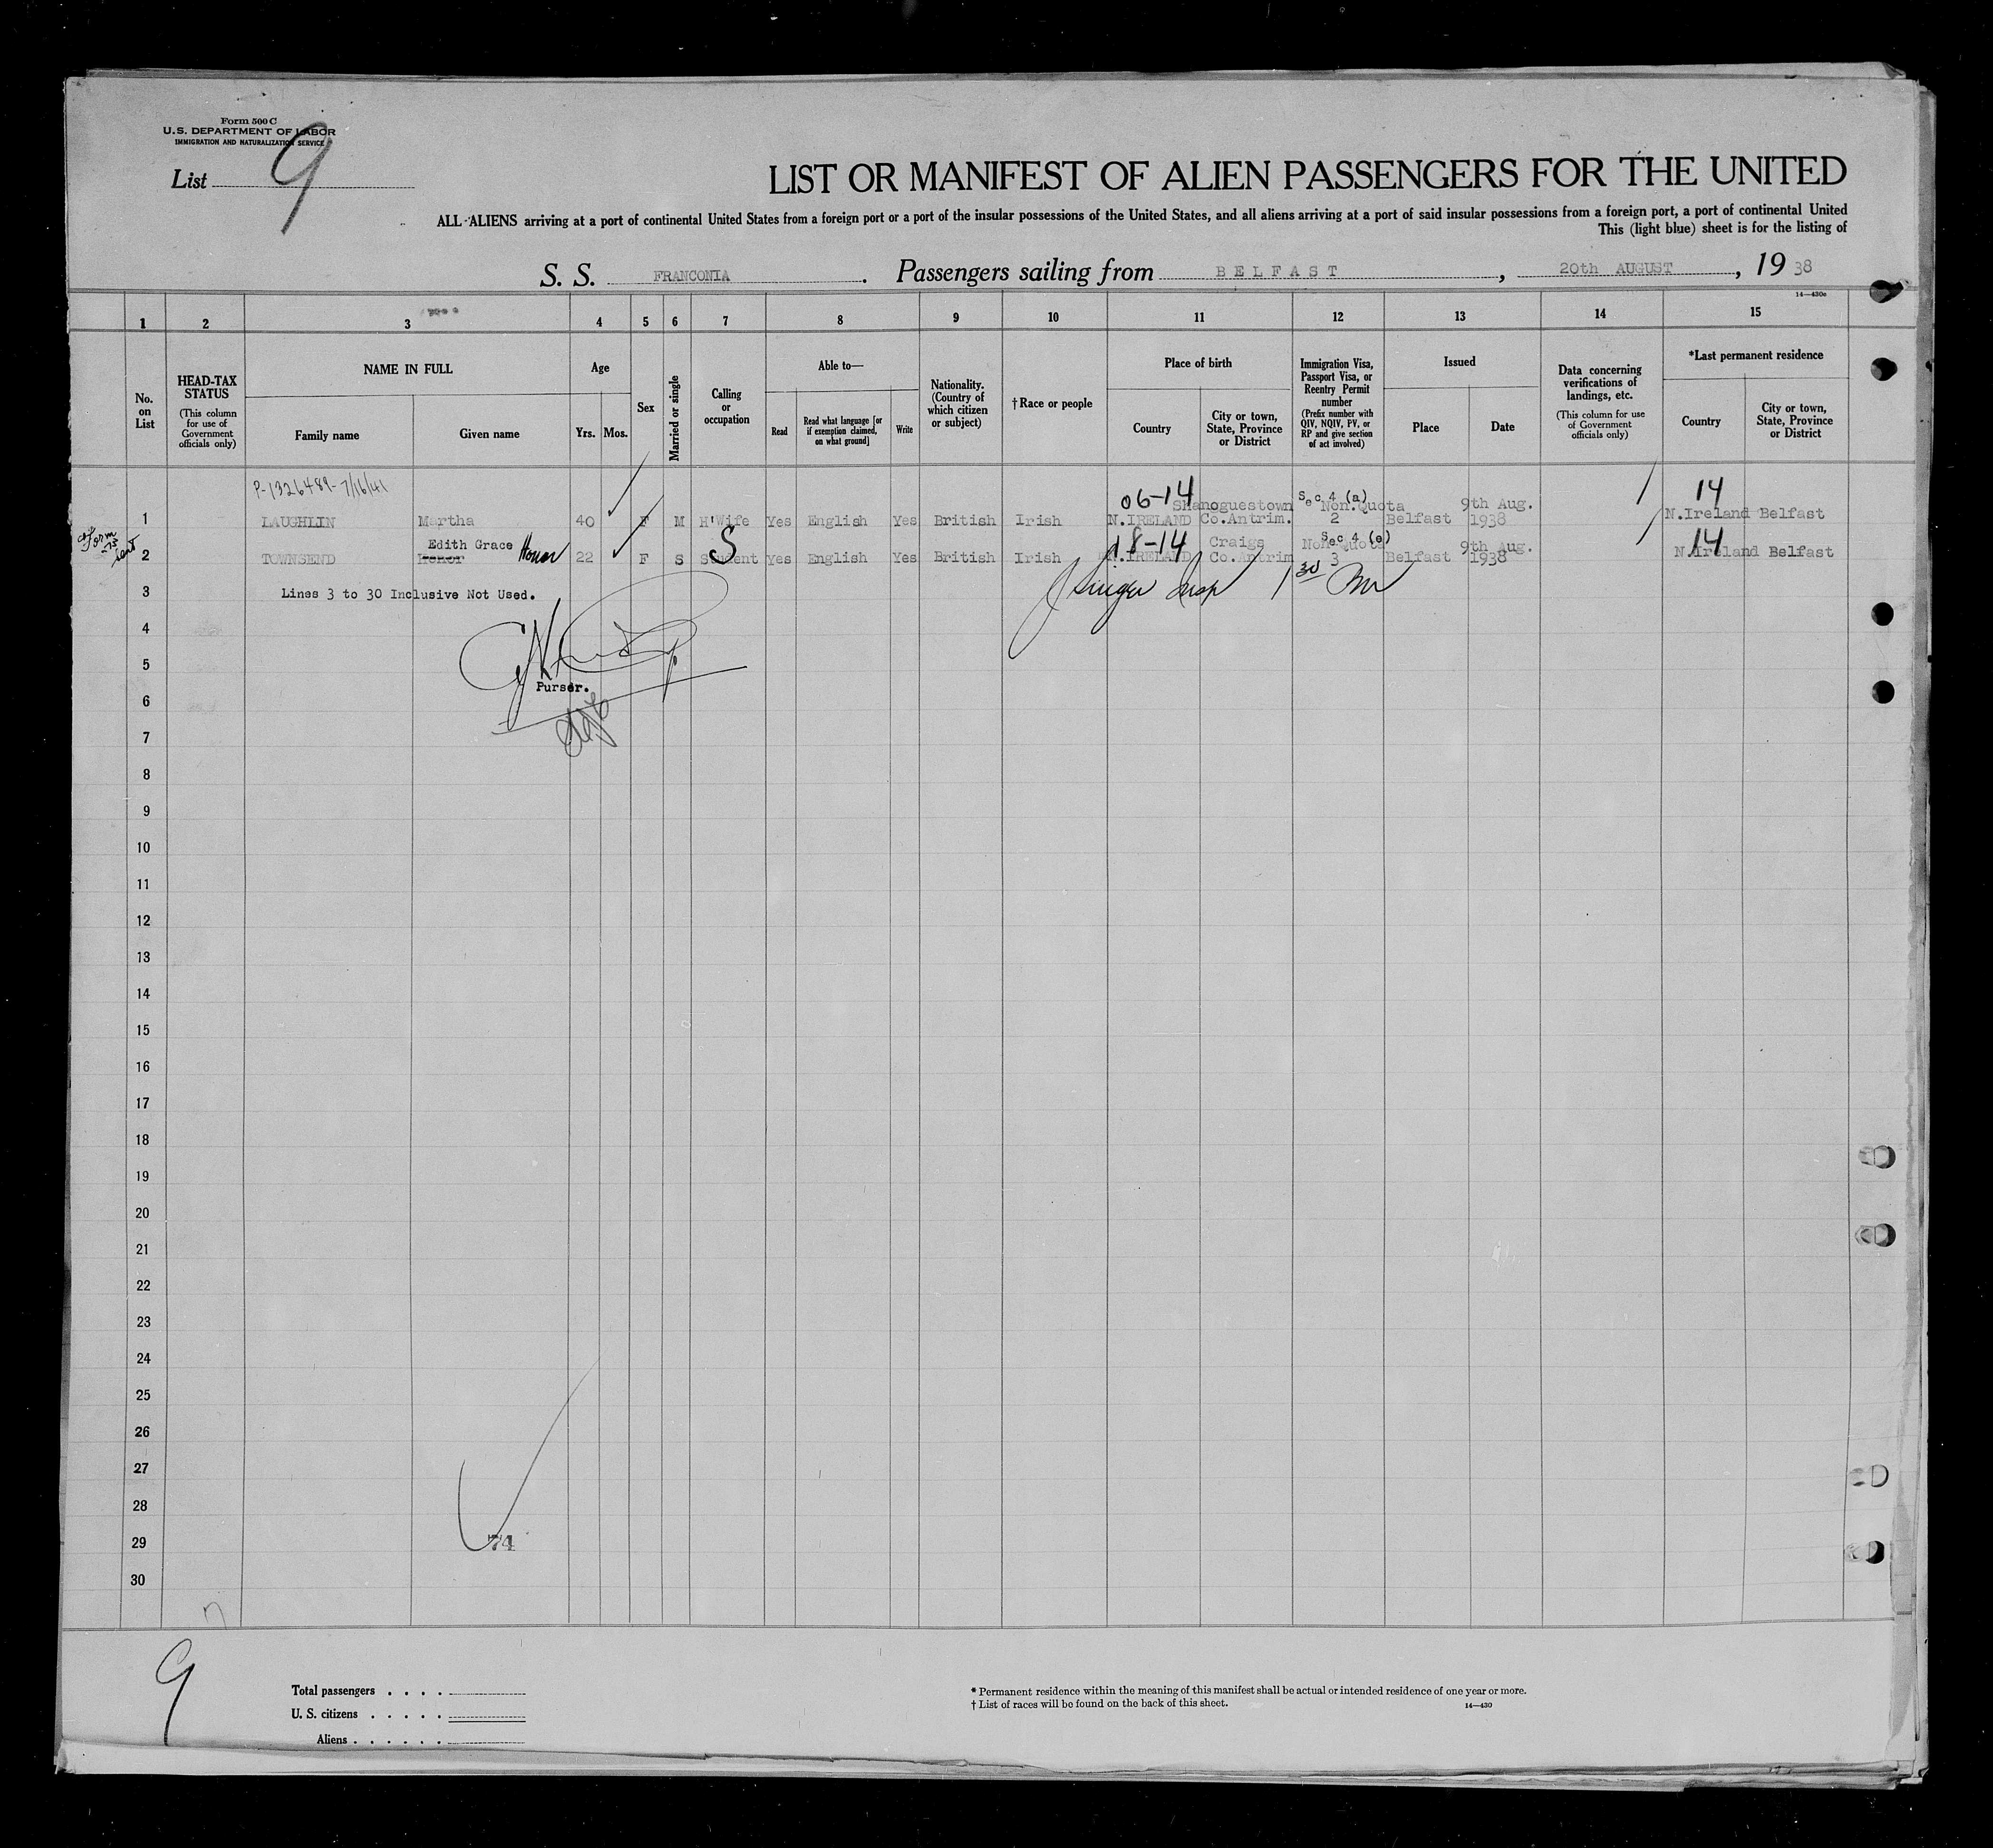 Form 500 C
U.S. DEPARTMENT OF LABOR
IMMIGRATION AND NATURALIZATION SERVICE
List 9
LIST OR MANIFEST OF ALIEN PASSENGERS FOR THE UNITED
ALL ALIENS arriving at a port of continental United States from a foreign port or a port of the insular possessions of the United States, and all aliens arriving at a port of said insular possessions from a foreign port, a port of continental United
This (light blue) sheet is for the listing of
S. S. FRANCONIA. Passengers sailing from BELFAST, 20th AUGUST, 19 38
14—430c
1 2 3 4 5 6 7 8 9 10 11 12 13 14 15
No. on List
HEAD-TAX STATUS (This column for use of Government officials only)
NAME IN FULL Family name Given name
Age Yrs. Mos.
Sex
Married or single
Calling or occupation
Able to— Read Read what language [or if exemption claimed, on what ground] Write
Nationality. (Country of which citizen or subject)
† Race or people
Place of birth Country City or town, State, Province or District
Immigration Visa, Passport Visa, or Reentry Permit number (Prefix number with QIV, NQIV, PV, or RP and give section of act involved)
Issued Place Date
Data concerning verifications of landings, etc. (This column for use of Government officials only)
*Last permanent residence Country City or town, State, Province or District
P-1326489-7/16/41 06-14 Sec 4 (a) 14
Shanoguestown Non.Quota 9th Aug.
1 LAUGHLIN Martha 40 F M H'Wife Yes English Yes British Irish N.IRELAND Co.Antrim. 2 Belfast 1938 N.Ireland Belfast
Form sent
Edith Grace Honor S 18-14 Craigs Sec 4 (e) Non Quota 9th Aug. 14
2 TOWNSEND Honor 22 F S Student Yes English Yes British Irish N.IRELAND Co.Antrim 3 Belfast 1938 N.Ireland Belfast
3 Lines 3 to 30 Inclusive Not Used.
J Singer Insp 1 30
4
5
Purser.
6
7
8
9
10
11
12
13
14
15
16
17
18
19
20
21
22
23
24
25
26
27
28
29 74
30
9
Total passengers . . . .
U. S. citizens . . . . .
Aliens . . . . . .
* Permanent residence within the meaning of this manifest shall be actual or intended residence of one year or more.
† List of races will be found on the back of this sheet. 14—430